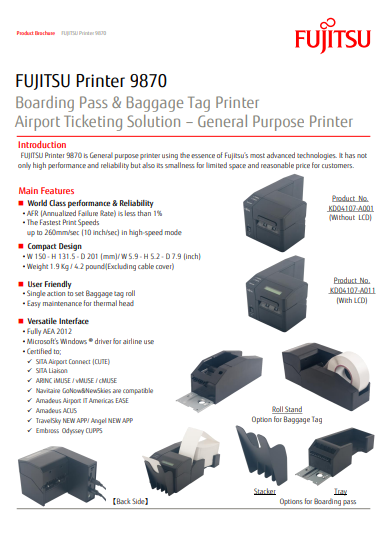 Product Brochure FUJITSU Printer 9870
FUJITSU
FUJITSU Printer 9870
Boarding Pass & Baggage Tag Printer
Airport Ticketing Solution – General Purpose Printer
Introduction
FUJITSU Printer 9870 is General purpose printer using the essence of Fujitsu's most advanced technologies. It has not
only high performance and reliability but also its smallness for limited space and reasonable price for customers.
Main Features
■ World Class performance & Reliability
• AFR (Annualized Failure Rate) is less than 1%
• The Fastest Print Speeds
up to 260mm/sec (10 inch/sec) in high-speed mode
■ Compact Design
• W 150 - H 131.5 - D 201 (mm)/ W 5.9 - H 5.2 - D 7.9 (inch)
• Weight 1.9 Kg / 4.2 pound(Excluding cable cover)
■ User Friendly
• Single action to set Baggage tag roll
• Easy maintenance for thermal head
■ Versatile Interface
• Fully AEA 2012
• Microsoft's Windows ® driver for airline use
• Certified to;
✓ SITA Airport Connect (CUTE)
✓ SITA Liaison
✓ ARINC iMUSE / vMUSE / cMUSE
✓ Navitaire GoNow&NewSkies are compatible
✓ Amadeus Airport IT Americas EASE
✓ Amadeus ACUS
✓ TravelSky NEW APP/ Angel NEW APP
✓ Embross Odyssey CUPPS
Product No.
KD04107-A001
(Without LCD)
Product No.
KD04107-A011
(With LCD)
Roll Stand
Option for Baggage Tag
【Back Side】
Stacker
Tray
Options for Boarding pass